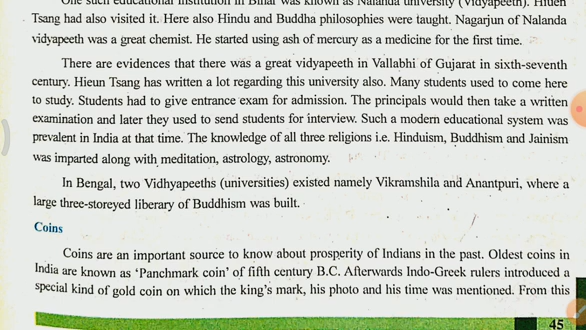 One such educational institution in Bihar was known as Nalanda university (Vidyapeeth). Hiuen
Tsang had also visited it. Here also Hindu and Buddha philosophies were taught. Nagarjun of Nalanda
vidyapeeth was a great chemist. He started using ash of mercury as a medicine for the first time.
There are evidences that there was a great vidyapeeth in Vallabhi of Gujarat in sixth-seventh
century. Hieun Tsang has written a lot regarding this university also. Many students used to come here
to study. Students had to give entrance exam for admission. The principals would then take a written
examination and later they used to send students for interview. Such a modern educational system was
prevalent in India at that time. The knowledge of all three religions i.e. Hinduism, Buddhism and Jainism
was imparted along with meditation, astrology, astronomy.
In Bengal, two Vidhyapeeths (universities) existed namely Vikramshila and Anantpuri, where a
large three-storeyed liberary of Buddhism was built.
Coins
Coins are an important source to know about prosperity of Indians in the past. Oldest coins in
India are known as ‘Panchmark coin’ of fifth century B.C. Afterwards Indo-Greek rulers introduced a
special kind of gold coin on which the king's mark, his photo and his time was mentioned. From this
45